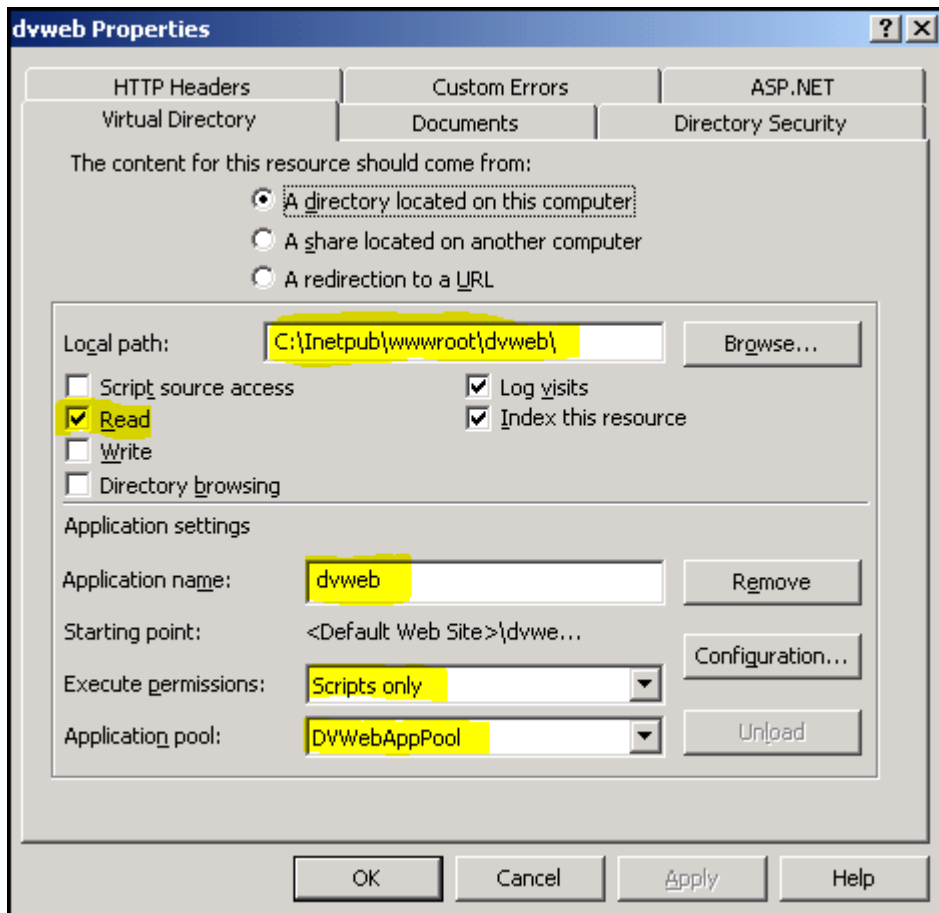 dvweb Properties
HTTP Headers Custom Errors ASP.NET
Virtual Directory Documents Directory Security
The content for this resource should come from:
A directory located on this computer
A share located on another computer
A redirection to a URL
Local path: C:\Inetpub\wwwroot\dvweb\ Browse...
Script source access Log visits
Read Index this resource
Write
Directory browsing
Application settings
Application name: dvweb Remove
Starting point: <Default Web Site>\dvwe...
Configuration...
Execute permissions: Scripts only
Application pool: DVWebAppPool Unload
OK Cancel Apply Help